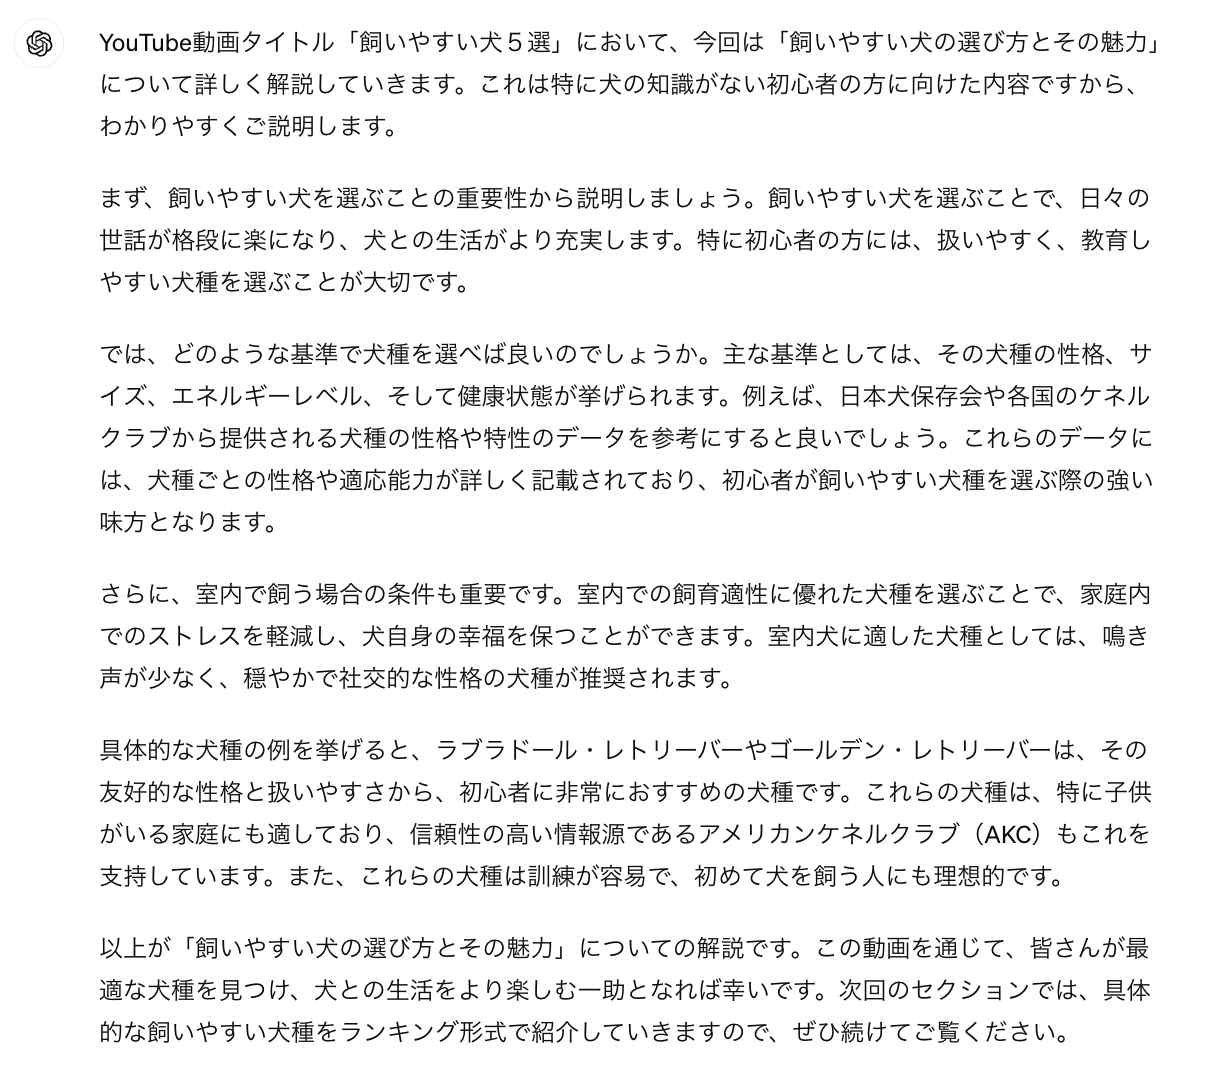 YouTube動画タイトル「飼いやすい犬５選」において、今回は「飼いやすい犬の選び方とその魅力」
について詳しく解説していきます。これは特に犬の知識がない初心者の方に向けた内容ですから、
わかりやすくご説明します。
まず、飼いやすい犬を選ぶことの重要性から説明しましょう。飼いやすい犬を選ぶことで、日々の
世話が格段に楽になり、犬との生活がより充実します。特に初心者の方には、扱いやすく、教育し
やすい犬種を選ぶことが大切です。
では、どのような基準で犬種を選べば良いのでしょうか。主な基準としては、その犬種の性格、サ
イズ、エネルギーレベル、そして健康状態が挙げられます。例えば、日本犬保存会や各国のケネル
クラブから提供される犬種の性格や特性のデータを参考にすると良いでしょう。これらのデータに
は、犬種ごとの性格や適応能力が詳しく記載されており、初心者が飼いやすい犬種を選ぶ際の強い
味方となります。
さらに、室内で飼う場合の条件も重要です。室内での飼育適性に優れた犬種を選ぶことで、家庭内
でのストレスを軽減し、犬自身の幸福を保つことができます。室内犬に適した犬種としては、鳴き
声が少なく、穏やかで社交的な性格の犬種が推奨されます。
具体的な犬種の例を挙げると、ラブラドール・レトリーバーやゴールデン・レトリーバーは、その
友好的な性格と扱いやすさから、初心者に非常におすすめの犬種です。これらの犬種は、特に子供
がいる家庭にも適しており、信頼性の高い情報源であるアメリカンケネルクラブ（AKC）もこれを
支持しています。また、これらの犬種は訓練が容易で、初めて犬を飼う人にも理想的です。
以上が「飼いやすい犬の選び方とその魅力」についての解説です。この動画を通じて、皆さんが最
適な犬種を見つけ、犬との生活をより楽しむ一助となれば幸いです。次回のセクションでは、具体
的な飼いやすい犬種をランキング形式で紹介していきますので、ぜひ続けてご覧ください。